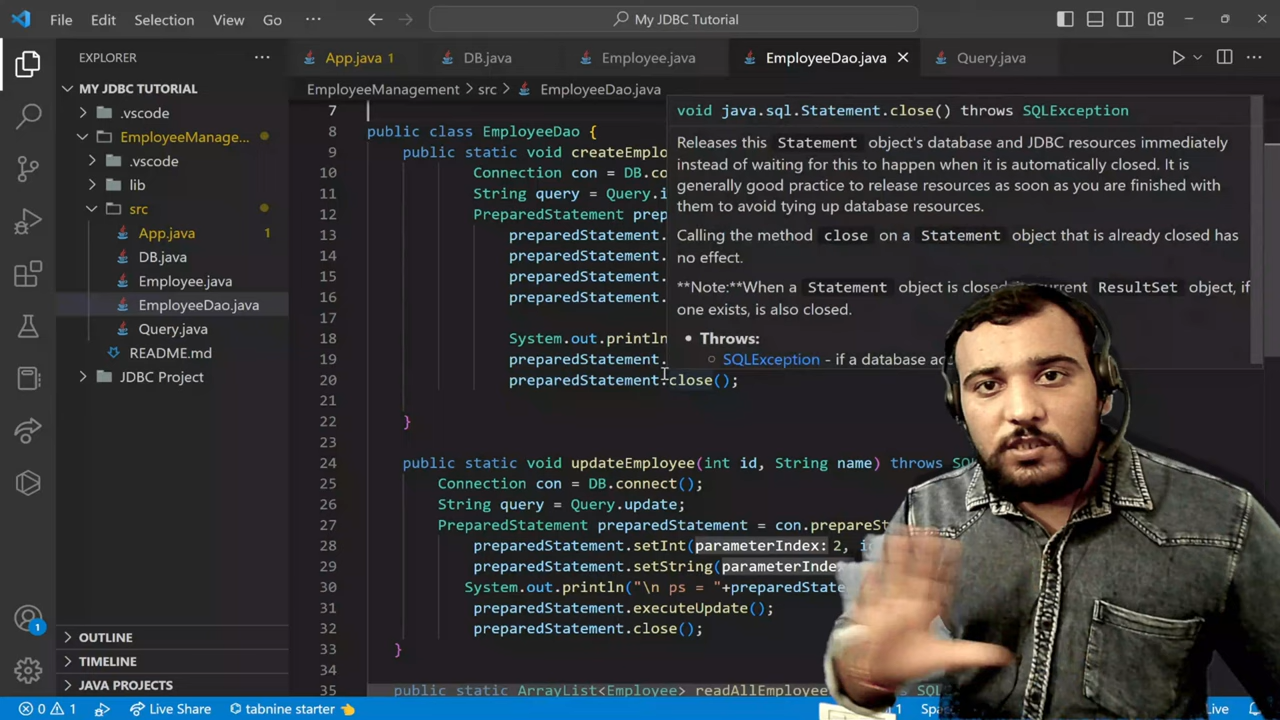 File Edit Selection View Go ··· My JDBC Tutorial
EXPLORER ···
MY JDBC TUTORIAL
.vscode
EmployeeManage...
.vscode
lib
src
App.java 1
DB.java
Employee.java
EmployeeDao.java
Query.java
README.md
JDBC Project
OUTLINE
TIMELINE
JAVA PROJECTS
App.java 1 DB.java Employee.java EmployeeDao.java Query.java
EmployeeManagement > src > EmployeeDao.java
7
8 public class EmployeeDao {
9 public static void createEmplo
10 Connection con = DB.co
11 String query = Query.i
12 PreparedStatement prep
13 preparedStatement.
14 preparedStatement.
15 preparedStatement.
16 preparedStatement.
17
18 System.out.println
19 preparedStatement.
20 preparedStatement.close();
21
22 }
23
24 public static void updateEmployee(int id, String name) throws SQ
25 Connection con = DB.connect();
26 String query = Query.update;
27 PreparedStatement preparedStatement = con.prepareSt
28 preparedStatement.setInt(parameterIndex: 2, i
29 preparedStatement.setString(parameterIndex
30 System.out.println("\n ps = "+preparedState
31 preparedStatement.executeUpdate();
32 preparedStatement.close();
33 }
34
35 public static ArrayList<Employee> readAllEmployee s SQL
void java.sql.Statement.close() throws SQLException
Releases this Statement object's database and JDBC resources immediately
instead of waiting for this to happen when it is automatically closed. It is
generally good practice to release resources as soon as you are finished with
them to avoid tying up database resources.
Calling the method close on a Statement object that is already closed has
no effect.
**Note:**When a Statement object is closed, current ResultSet object, if
one exists, is also closed.
• Throws:
○ SQLException - if a database ac
1
0 1 Live Share tabnine starter 1 Spac Live